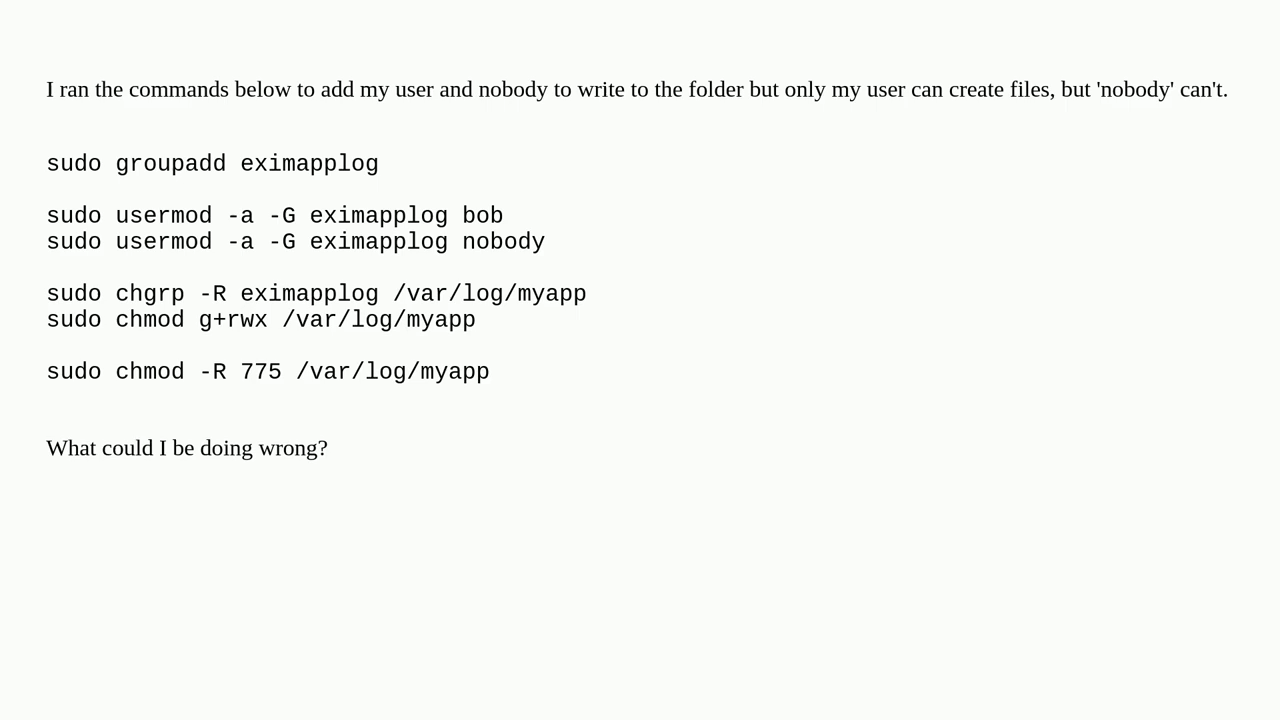 I ran the commands below to add my user and nobody to write to the folder but only my user can create files, but 'nobody' can't.
sudo groupadd eximapplog
sudo usermod -a -G eximapplog bob
sudo usermod -a -G eximapplog nobody
sudo chgrp -R eximapplog /var/log/myapp
sudo chmod g+rwx /var/log/myapp
sudo chmod -R 775 /var/log/myapp
What could I be doing wrong?